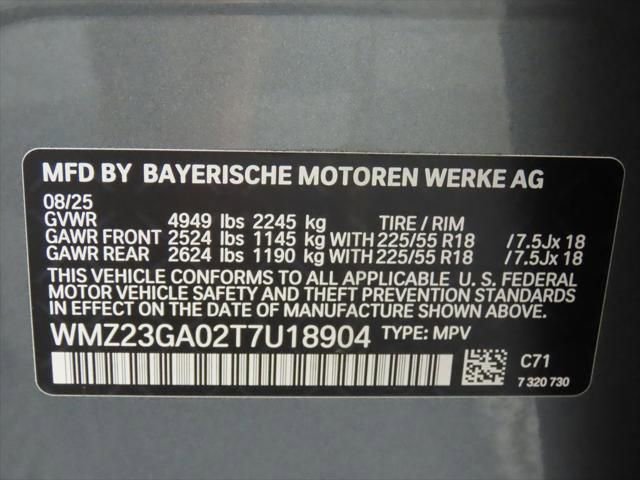 MFD BY BAYERISCHE MOTOREN WERKE AG
08/25
GVWR 4949 lbs 2245 kg TIRE / RIM
GAWR FRONT 2524 lbs 1145 kg WITH 225/55 R18 /7.5Jx 18
GAWR REAR 2624 lbs 1190 kg WITH 225/55 R18 /7.5Jx 18
THIS VEHICLE CONFORMS TO ALL APPLICABLE U. S. FEDERAL
MOTOR VEHICLE SAFETY AND THEFT PREVENTION STANDARDS
IN EFFECT ON THE DATE OF MANUFACTURE SHOWN ABOVE.
WMZ23GA02T7U18904 TYPE: MPV
C71
7 320 730